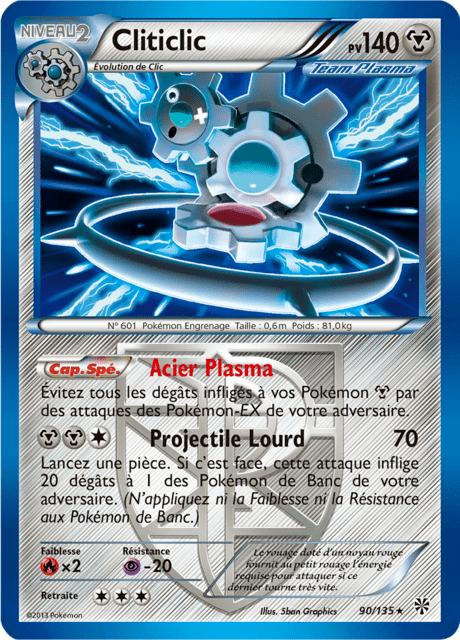 NIVEAU2 Cliticlic PV140
Évolution de Clic Team Plasma
N° 601 Pokémon Engrenage Taille : 0,6m Poids : 81,0kg
Cap. Spé. Acier Plasma
Évitez tous les dégâts infligés à vos Pokémon par
des attaques des Pokémon-EX de votre adversaire.
Projectile Lourd 70
Lancez une pièce. Si c'est face, cette attaque inflige
20 dégâts à 1 des Pokémon de Banc de votre
adversaire. (N'appliquez ni la Faiblesse ni la Résistance
aux Pokémon de Banc.)
Faiblesse Résistance
×2 -20
Retraite
Le rouage doté d'un noyau rouge
fournit au petit rouage l'énergie
requise pour attaquer si ce
dernier tourne très vite.
©2013 Pokémon Illus. 5ban Graphics 90/135 ★